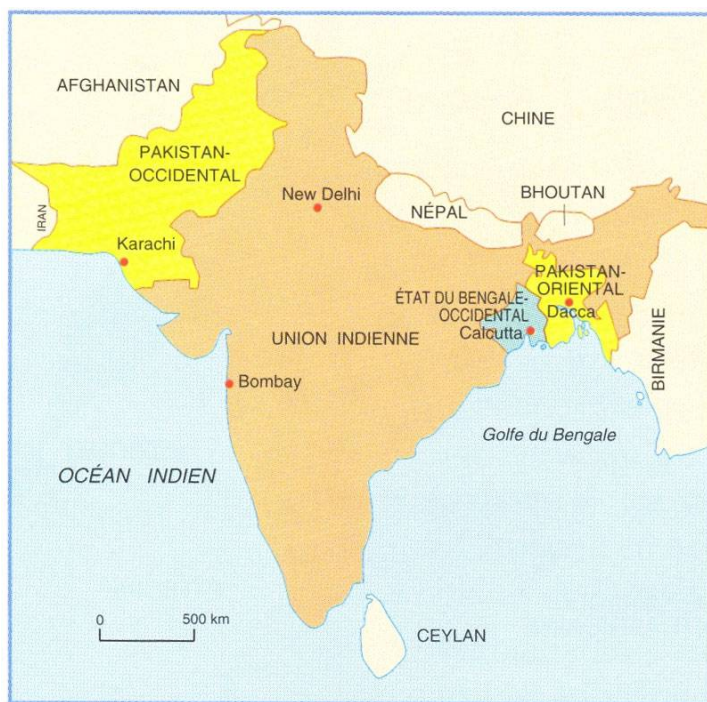 AFGHANISTAN
CHINE
PAKISTAN-
OCCIDENTAL
New Delhi
BHOUTAN
NÉPAL
IRAN
Karachi
PAKISTAN-
ORIENTAL
ÉTAT DU BENGALE-
OCCIDENTAL
Dacca
Calcutta
UNION INDIENNE
BIRMANIE
Bombay
Golfe du Bengale
OCÉAN INDIEN
0 500 km
CEYLAN